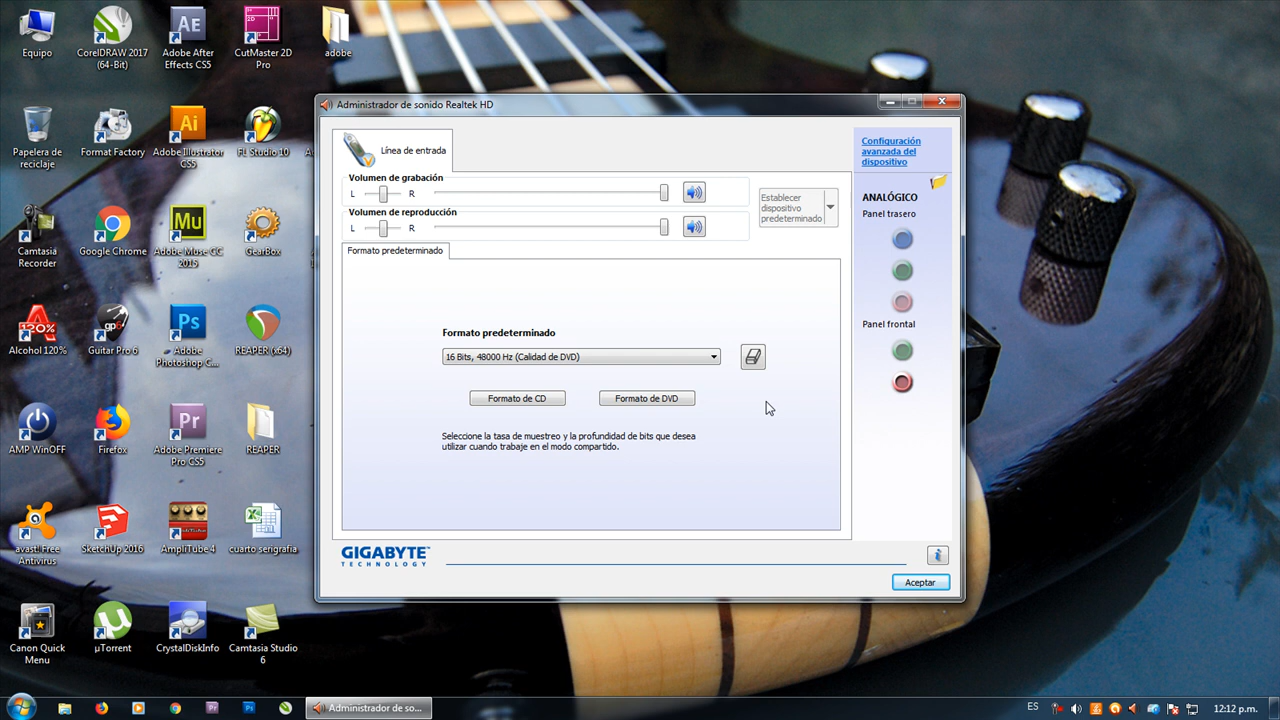 Equipo
CorelDRAW 2017
(64-Bit)
Adobe After
Effects CS5
CutMaster 2D
Pro
adobe
Papelera de
reciclaje
Format Factory
Adobe Illustrator
CS5
FL Studio 10
Camtasia
Recorder
Google Chrome
Adobe Muse CC
2015
GearBox
Alcohol 120%
Guitar Pro 6
Adobe
Photoshop C...
REAPER (x64)
AMP WinOFF
Firefox
Adobe Premiere
Pro CS5
REAPER
avast! Free
Antivirus
SketchUp 2016
AmpliTube 4
cuarto serigrafia
Canon Quick
Menu
µTorrent
CrystalDiskInfo
Camtasia Studio
6
Administrador de sonido Realtek HD
Línea de entrada
Volumen de grabación
L R
Volumen de reproducción
L R
Establecer
dispositivo
predeterminado
Formato predeterminado
Formato predeterminado
16 Bits, 48000 Hz (Calidad de DVD)
Formato de CD
Formato de DVD
Seleccione la tasa de muestreo y la profundidad de bits que desea
utilizar cuando trabaje en el modo compartido.
Configuración
avanzada del
dispositivo
ANALÓGICO
Panel trasero
Panel frontal
GIGABYTE
TECHNOLOGY
Aceptar
Administrador de so...
ES
12:12 p.m.